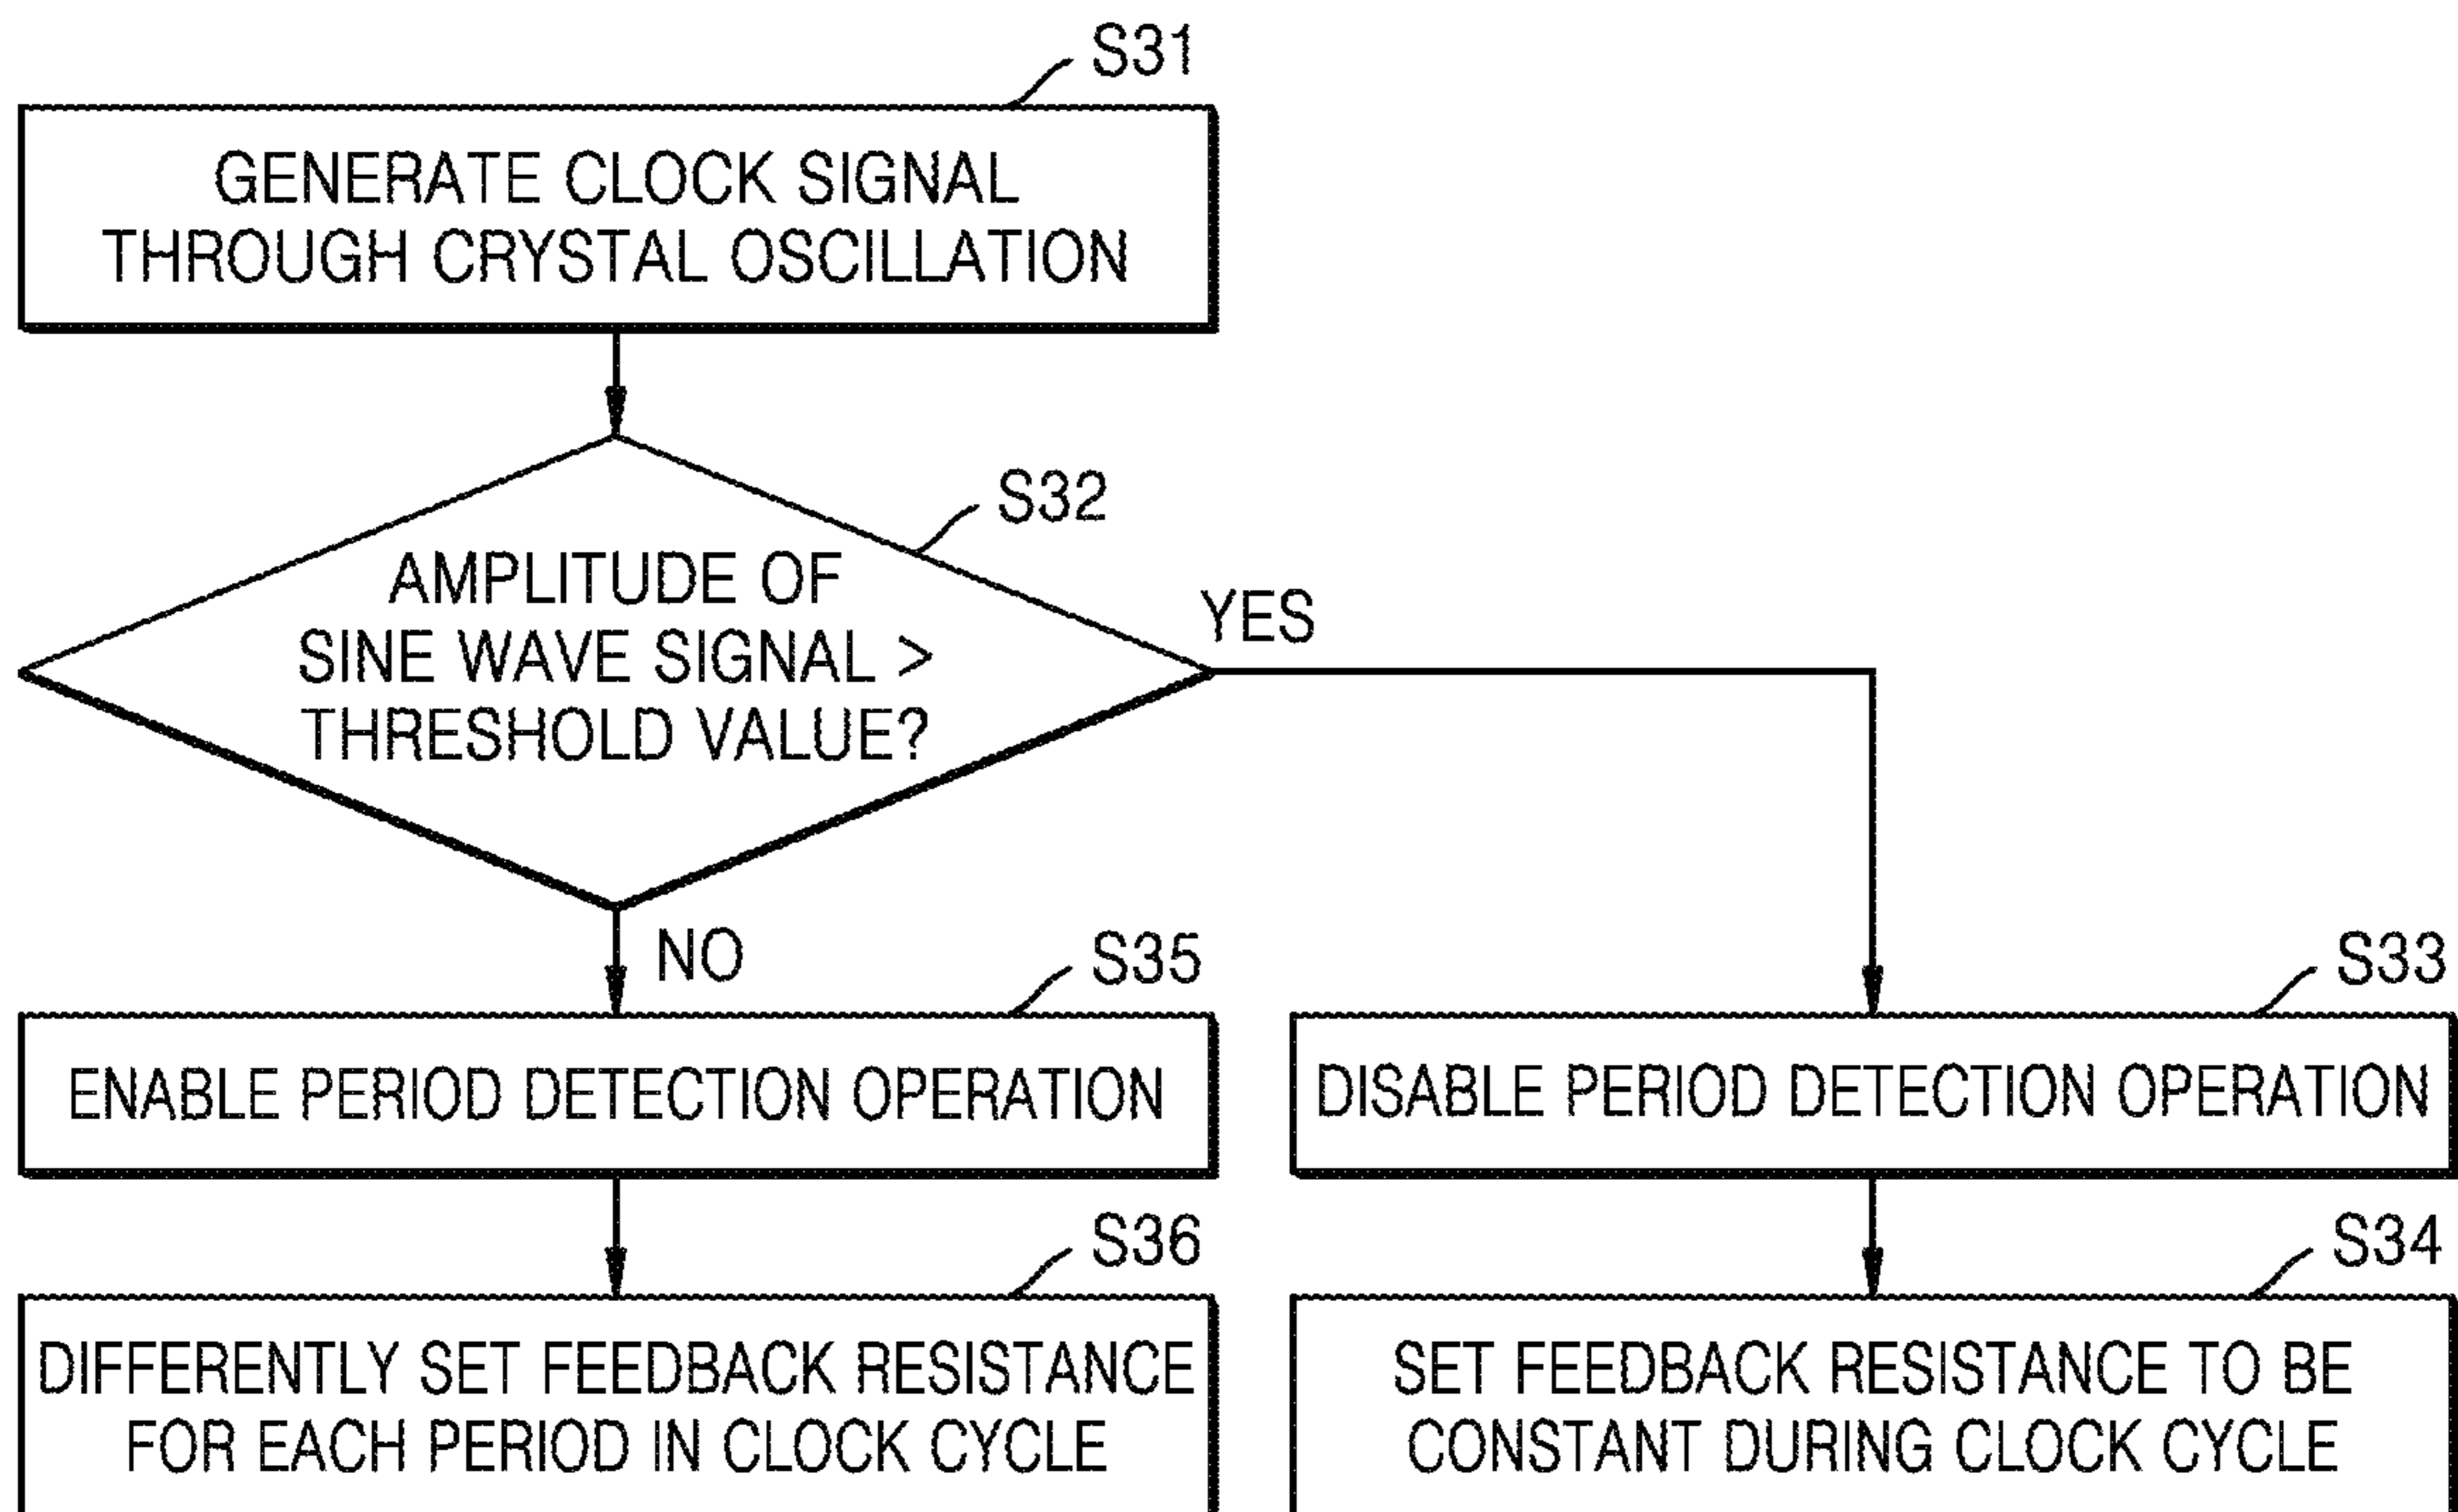 S31
GENERATE CLOCK SIGNAL
THROUGH CRYSTAL OSCILLATION
S32
AMPLITUDE OF
SINE WAVE SIGNAL >
THRESHOLD VALUE?
YES
NO
S35
ENABLE PERIOD DETECTION OPERATION
S33
DISABLE PERIOD DETECTION OPERATION
S36
DIFFERENTLY SET FEEDBACK RESISTANCE
FOR EACH PERIOD IN CLOCK CYCLE
S34
SET FEEDBACK RESISTANCE TO BE
CONSTANT DURING CLOCK CYCLE